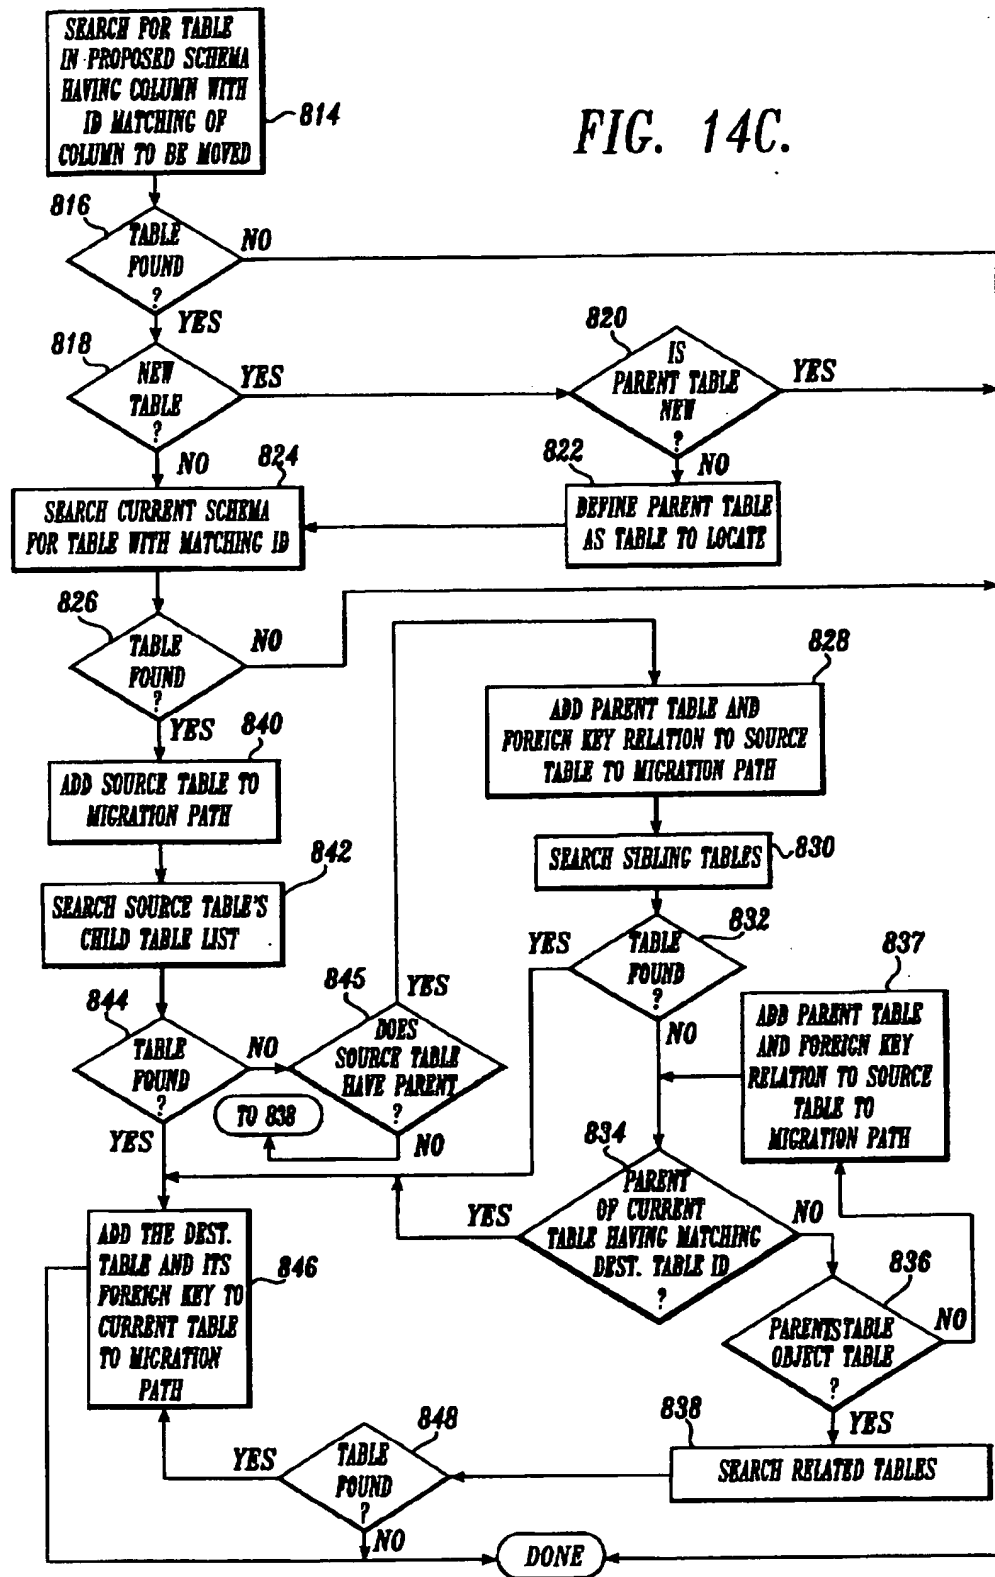 SEARCH FOR TABLE
IN PROPOSED SCHEMA
HAVING COLUMN WITH
ID MATCHING OF
COLUMN TO BE MOVED
814
FIG. 14C.
816
TABLE
FOUND
?
NO
YES
818
NEW
TABLE
?
YES
NO
820
IS
PARENT TABLE
NEW
?
YES
NO
822
DEFINE PARENT TABLE
AS TABLE TO LOCATE
824
SEARCH CURRENT SCHEMA
FOR TABLE WITH MATCHING ID
826
TABLE
FOUND
?
NO
YES
828
ADD PARENT TABLE AND
FOREIGN KEY RELATION TO SOURCE
TABLE TO MIGRATION PATH
840
ADD SOURCE TABLE TO
MIGRATION PATH
SEARCH SIBLING TABLES
830
842
SEARCH SOURCE TABLE'S
CHILD TABLE LIST
832
TABLE
FOUND
?
YES
NO
837
ADD PARENT TABLE
AND FOREIGN KEY
RELATION TO SOURCE
TABLE TO
MIGRATION PATH
844
TABLE
FOUND
?
NO
YES
845
DOES
SOURCE TABLE
HAVE PARENT
?
YES
NO
TO 838
834
PARENT
OF CURRENT
TABLE HAVING MATCHING
DEST. TABLE ID
?
YES
NO
ADD THE DEST.
TABLE AND ITS
FOREIGN KEY TO
CURRENT TABLE
TO MIGRATION
PATH
846
836
PARENTSTABLE
OBJECT TABLE
?
NO
YES
838
SEARCH RELATED TABLES
848
TABLE
FOUND
?
YES
NO
DONE